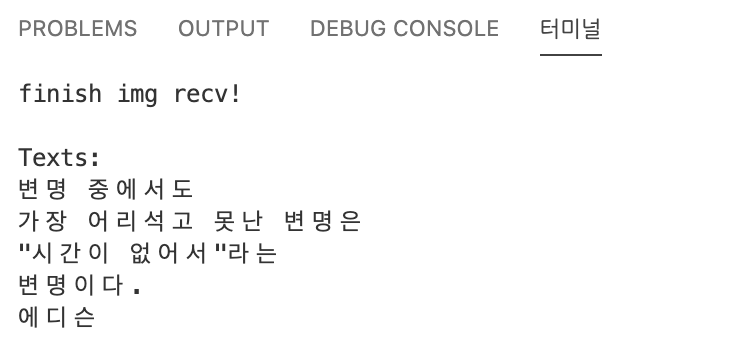 PROBLEMS OUTPUT DEBUG CONSOLE 터미널
finish img recv!
Texts:
변명 중에서도
가장 어리석고 못난 변명은
"시간이 없어서"라는
변명이다.
에디슨